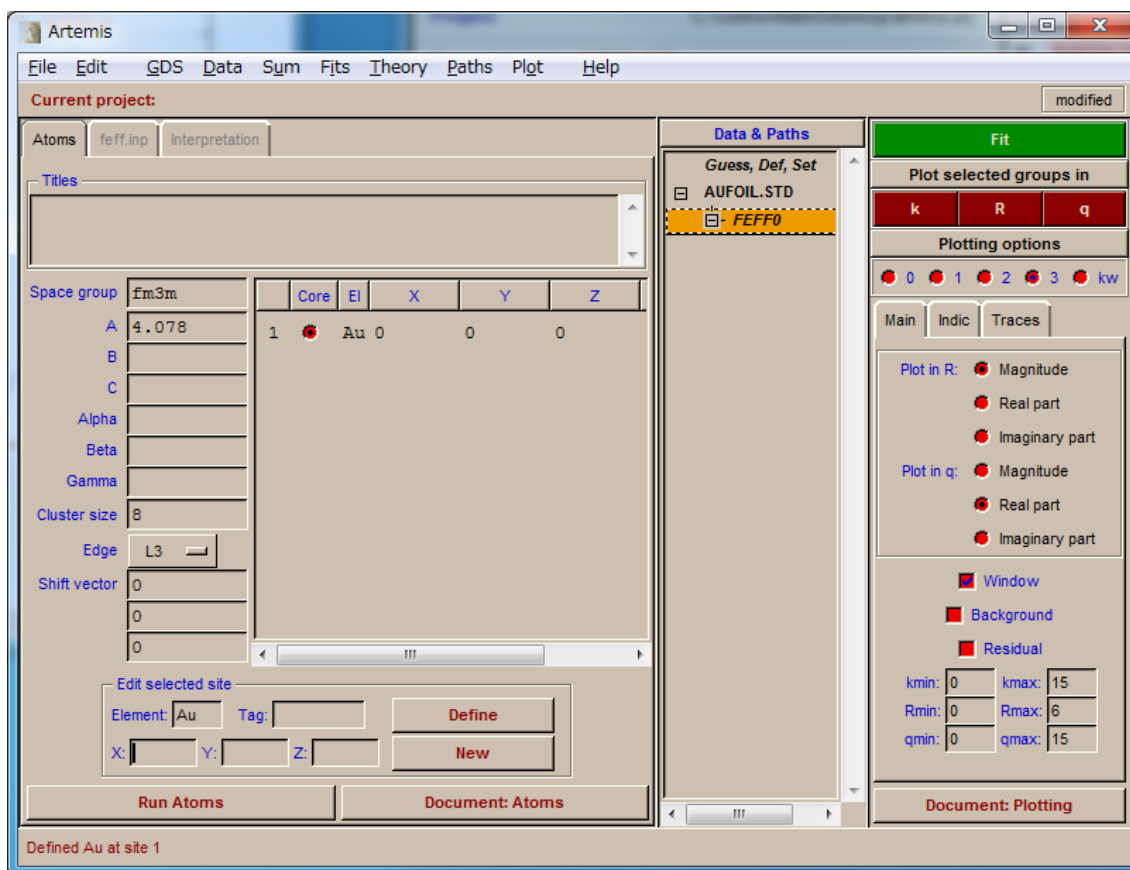 Artemis
File Edit GDS Data Sum Fits Theory Paths Plot Help
Current project: modified
Atoms feff.inp Interpretation
Titles
Space group fm3m
A 4.078
B
C
Alpha
Beta
Gamma
Cluster size 8
Edge L3
Shift vector 0
0
0
Core El X Y Z
1 Au 0 0 0
Edit selected site
Element: Au Tag: Define
X: Y: Z: New
Run Atoms Document: Atoms
Data & Paths
Guess, Def, Set
AUFOIL.STD
FEFF0
Fit
Plot selected groups in
k R q
Plotting options
0 1 2 3 kw
Main Indic Traces
Plot in R: Magnitude
Real part
Imaginary part
Plot in q: Magnitude
Real part
Imaginary part
Window
Background
Residual
kmin: 0 kmax: 15
Rmin: 0 Rmax: 6
qmin: 0 qmax: 15
Document: Plotting
Defined Au at site 1